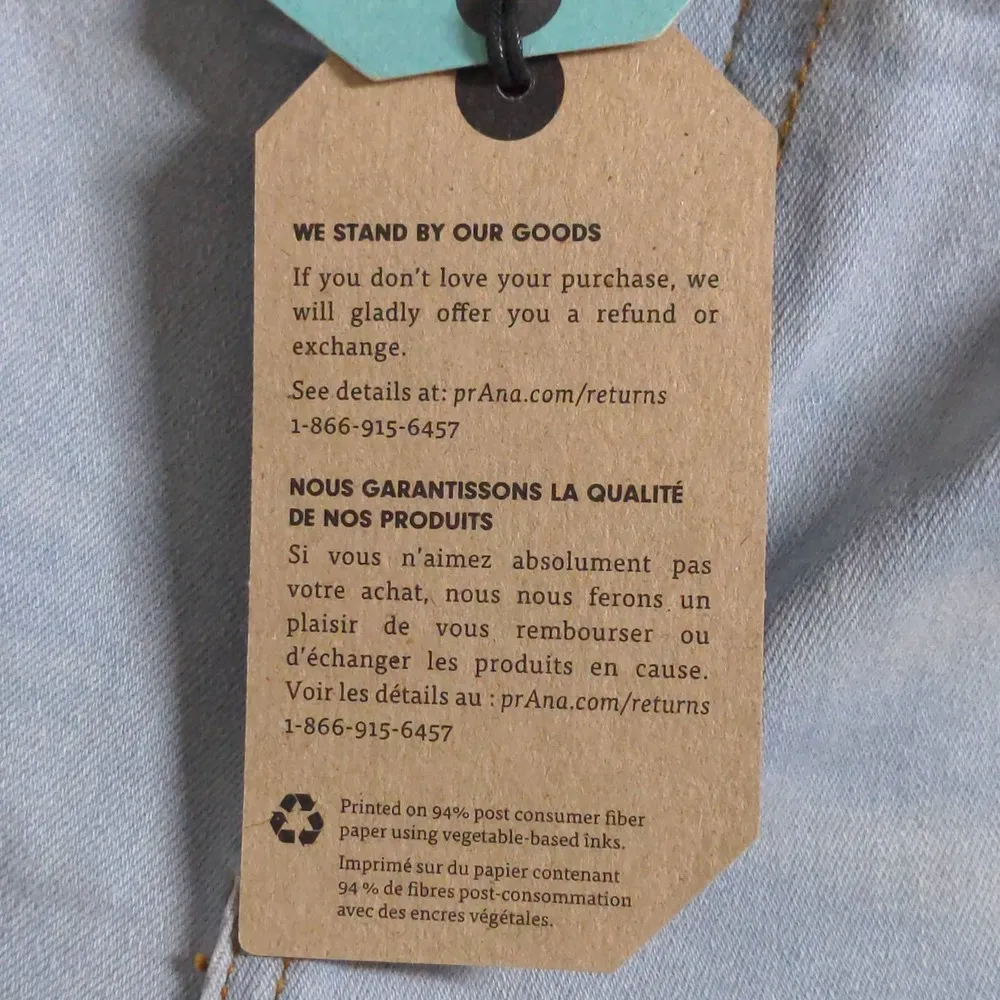 WE STAND BY OUR GOODS
If you don't love your purchase, we
will gladly offer you a refund or
exchange.
See details at: prAna.com/returns
1-866-915-6457
NOUS GARANTISSONS LA QUALITÉ
DE NOS PRODUITS
Si vous n'aimez absolument pas
votre achat, nous nous ferons un
plaisir de vous rembourser ou
d'échanger les produits en cause.
Voir les détails au : prAna.com/returns
1-866-915-6457
Printed on 94% post consumer fiber
paper using vegetable-based inks.
Imprimé sur du papier contenant
94 % de fibres post-consommation
avec des encres végétales.